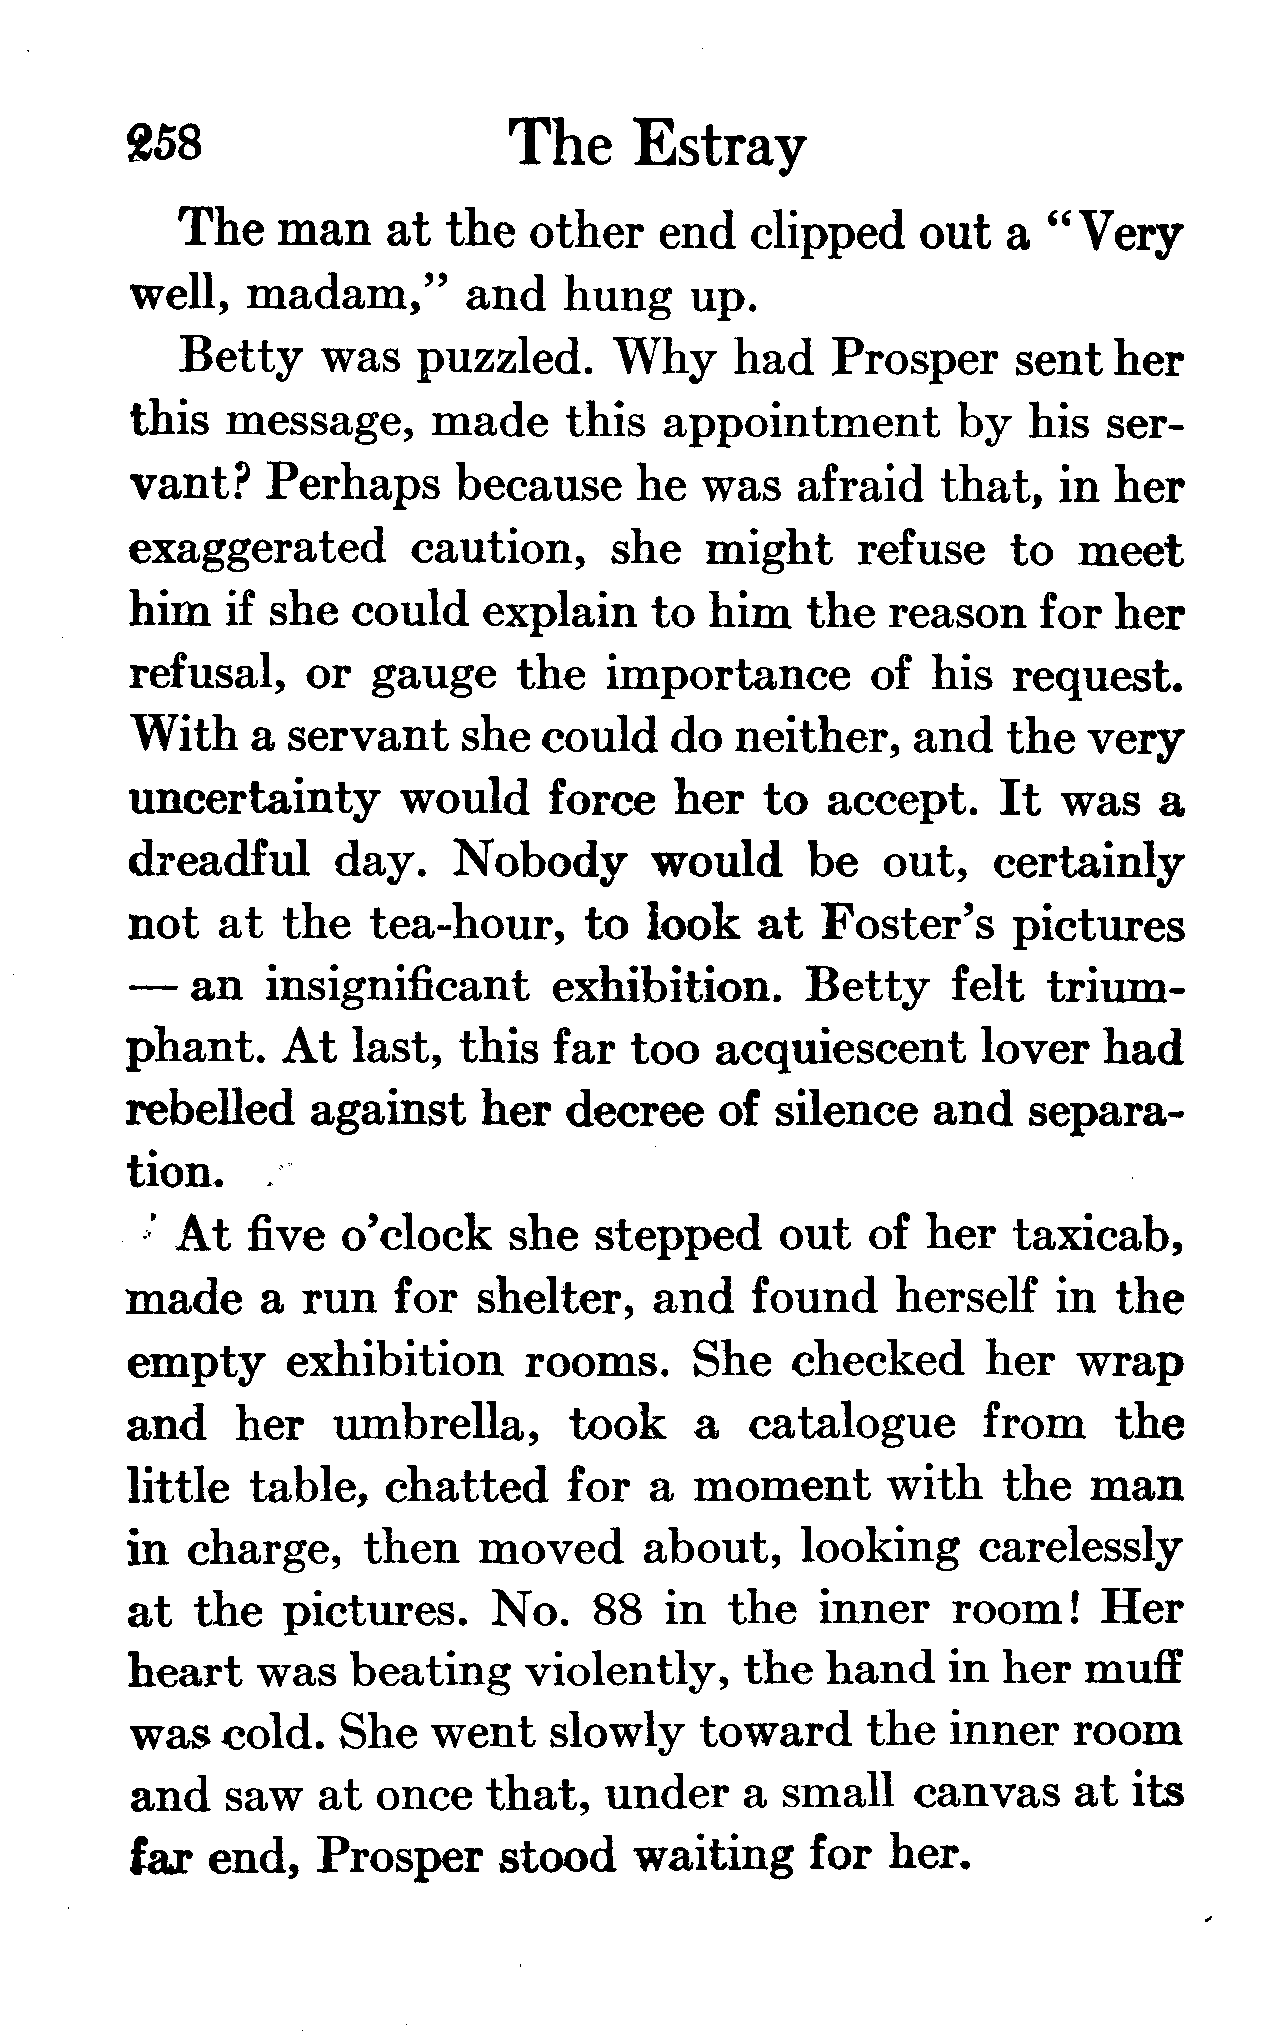 258 The Estray
The man at the other end clipped out a “Very
well, madam,” and hung up.
Betty was puzzled. Why had Prosper sent her
this message, made this appointment by his ser-
vant? Perhaps because he was afraid that, in her
exaggerated caution, she might refuse to meet
him if she could explain to him the reason for her
refusal, or gauge the importance of his request.
With a servant she could do neither, and the very
uncertainty would force her to accept. It was a
dreadful day. Nobody would be out, certainly
not at the tea-hour, to look at Foster’s pictures
— an insignificant exhibition. Betty felt trium-
phant. At last, this far too acquiescent lover had
rebelled against her decree of silence and separa-
tion.
At five o’clock she stepped out of her taxicab,
made a run for shelter, and found herself in the
empty exhibition rooms. She checked her wrap
and her umbrella, took a catalogue from the
little table, chatted for a moment with the man
in charge, then moved about, looking carelessly
at the pictures. No. 88 in the inner room! Her
heart was beating violently, the hand in her muff
was cold. She went slowly toward the inner room
and saw at once that, under a small canvas at its
far end, Prosper stood waiting for her.